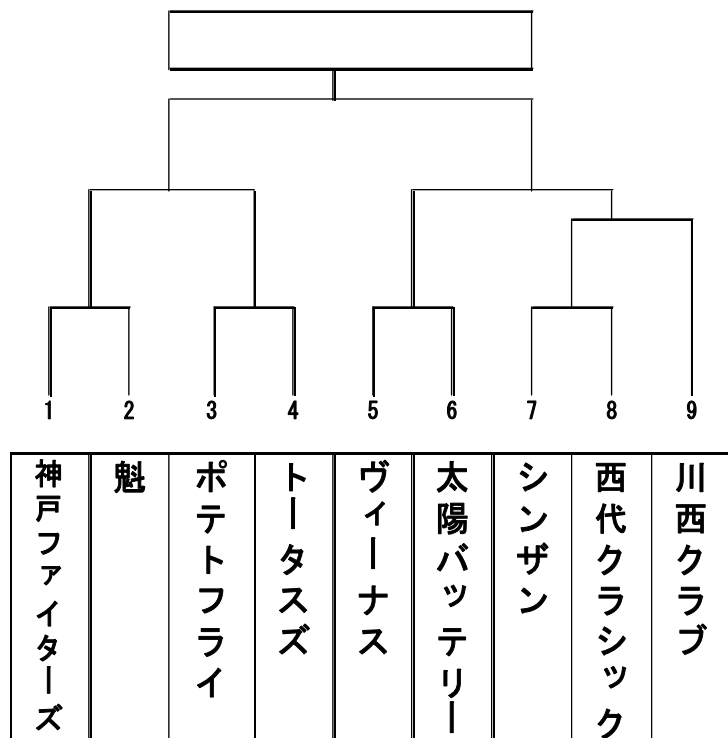 1 2 3 4 5 6 7 8 9
神戸ファイターズ
魁
ポテトフライ
トータスズ
ヴィーナス
太陽バッテリー
シンザン
西代クラシック
川西クラブ